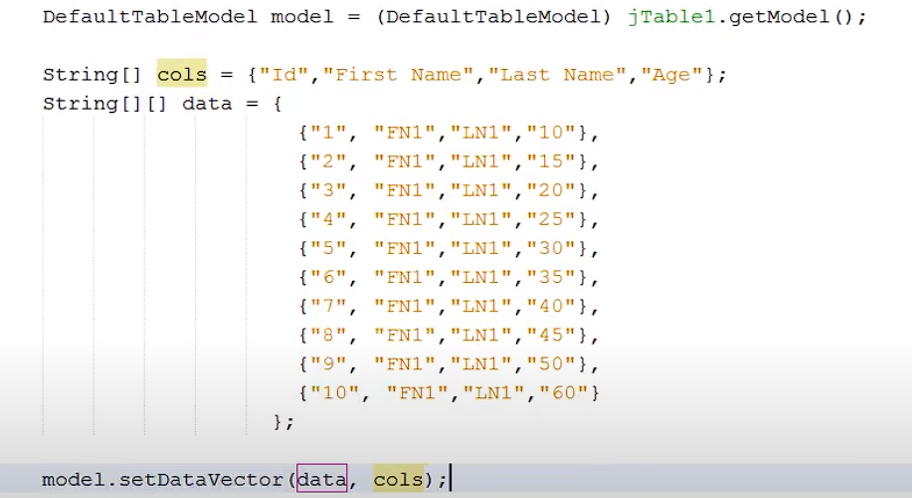 DefaultTableModel model = (DefaultTableModel) jTable1.getModel();
String[] cols = {"Id","First Name","Last Name","Age"};
String[][] data = {
{"1", "FN1","LN1","10"},
{"2", "FN1","LN1","15"},
{"3", "FN1","LN1","20"},
{"4", "FN1","LN1","25"},
{"5", "FN1","LN1","30"},
{"6", "FN1","LN1","35"},
{"7", "FN1","LN1","40"},
{"8", "FN1","LN1","45"},
{"9", "FN1","LN1","50"},
{"10", "FN1","LN1","60"}
};
model.setDataVector(data, cols);